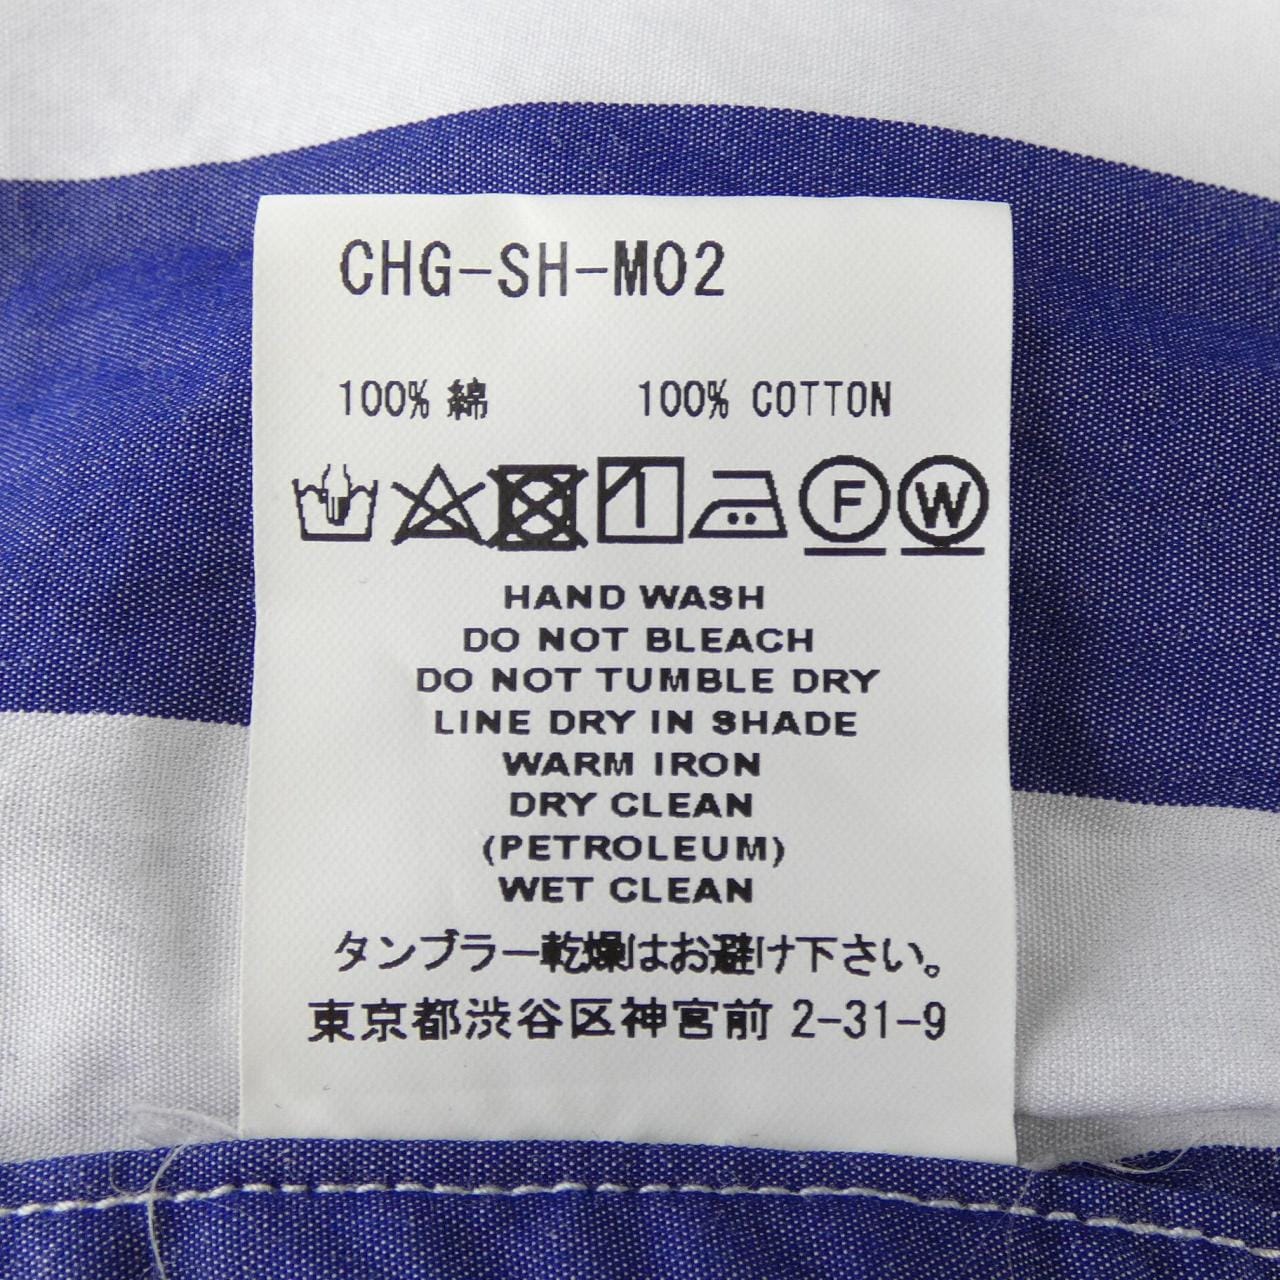 CHG-SH-M02
100% 綿 100% COTTON
F W
HAND WASH
DO NOT BLEACH
DO NOT TUMBLE DRY
LINE DRY IN SHADE
WARM IRON
DRY CLEAN
(PETROLEUM)
WET CLEAN
タンブラー乾燥はお避け下さい。
東京都渋谷区神宮前 2-31-9